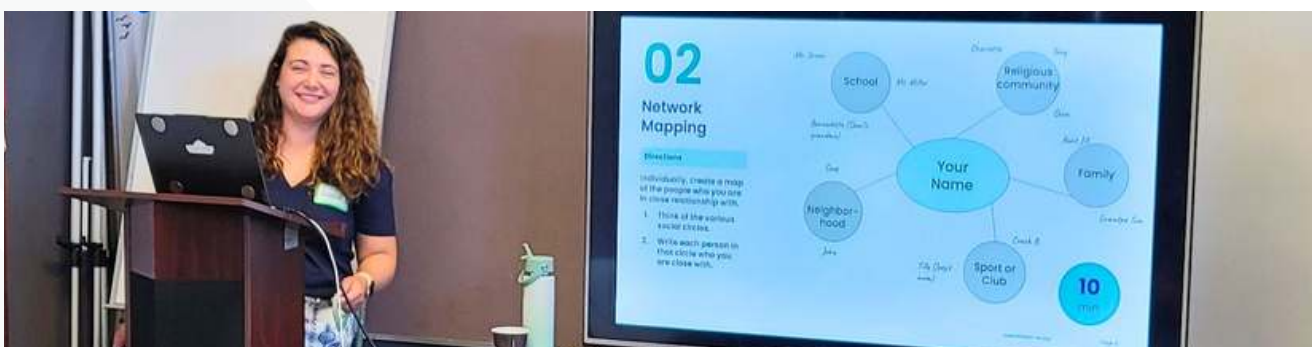 02
Network
Mapping
Directions
Individually, create a map
of the people who you are
in close relationship with.
1. Think of the various
social circles.
2. Write each person in
that circle who you
are close with.
School
Religious
community
Charlotte
Your
Name
Family
Neighbor-
hood
Coach B
Sport or
Club
10
min